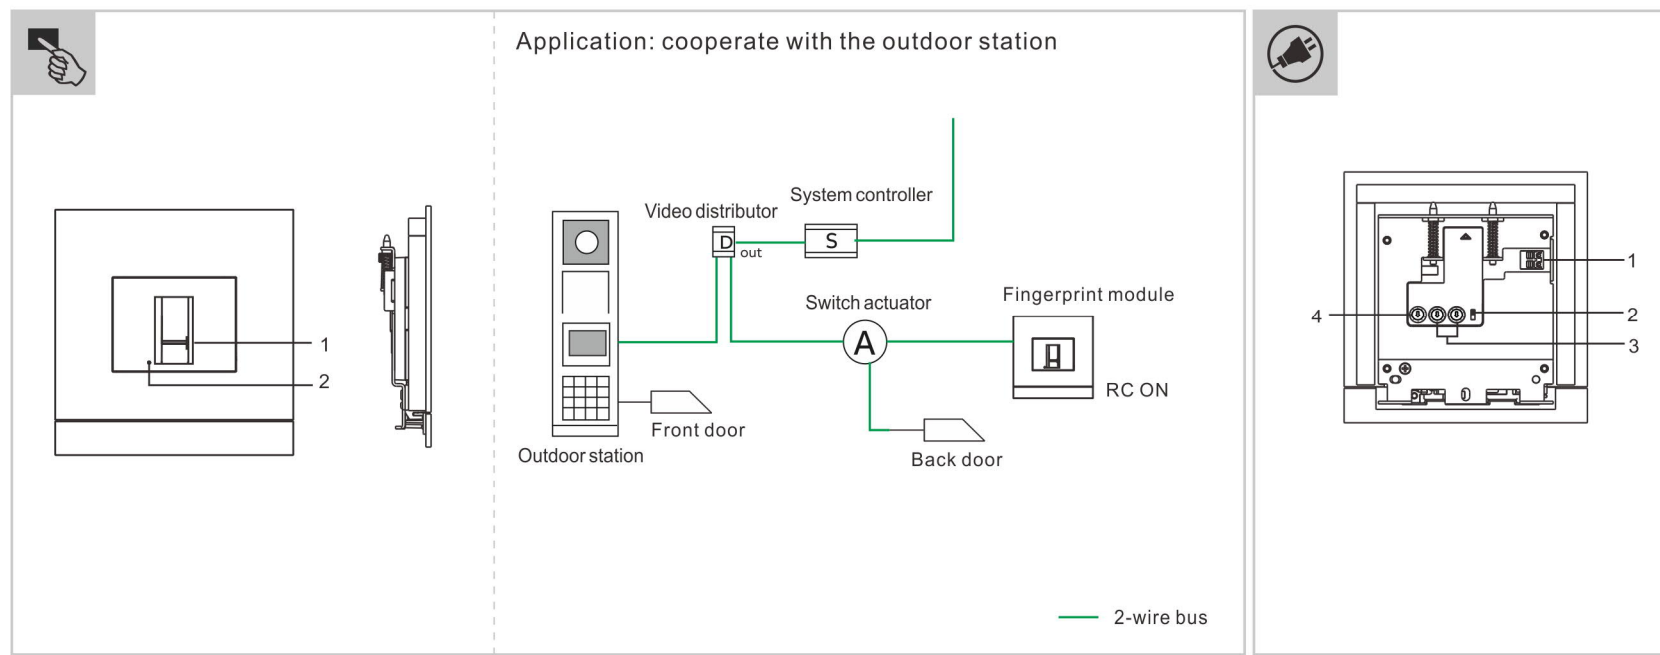 Application: cooperate with the outdoor station
System controller
Video distributor
D
out
S
Switch actuator
Fingerprint module
A
RC ON
Front door
Back door
Outdoor station
2-wire bus
1
2
1
2
3
4